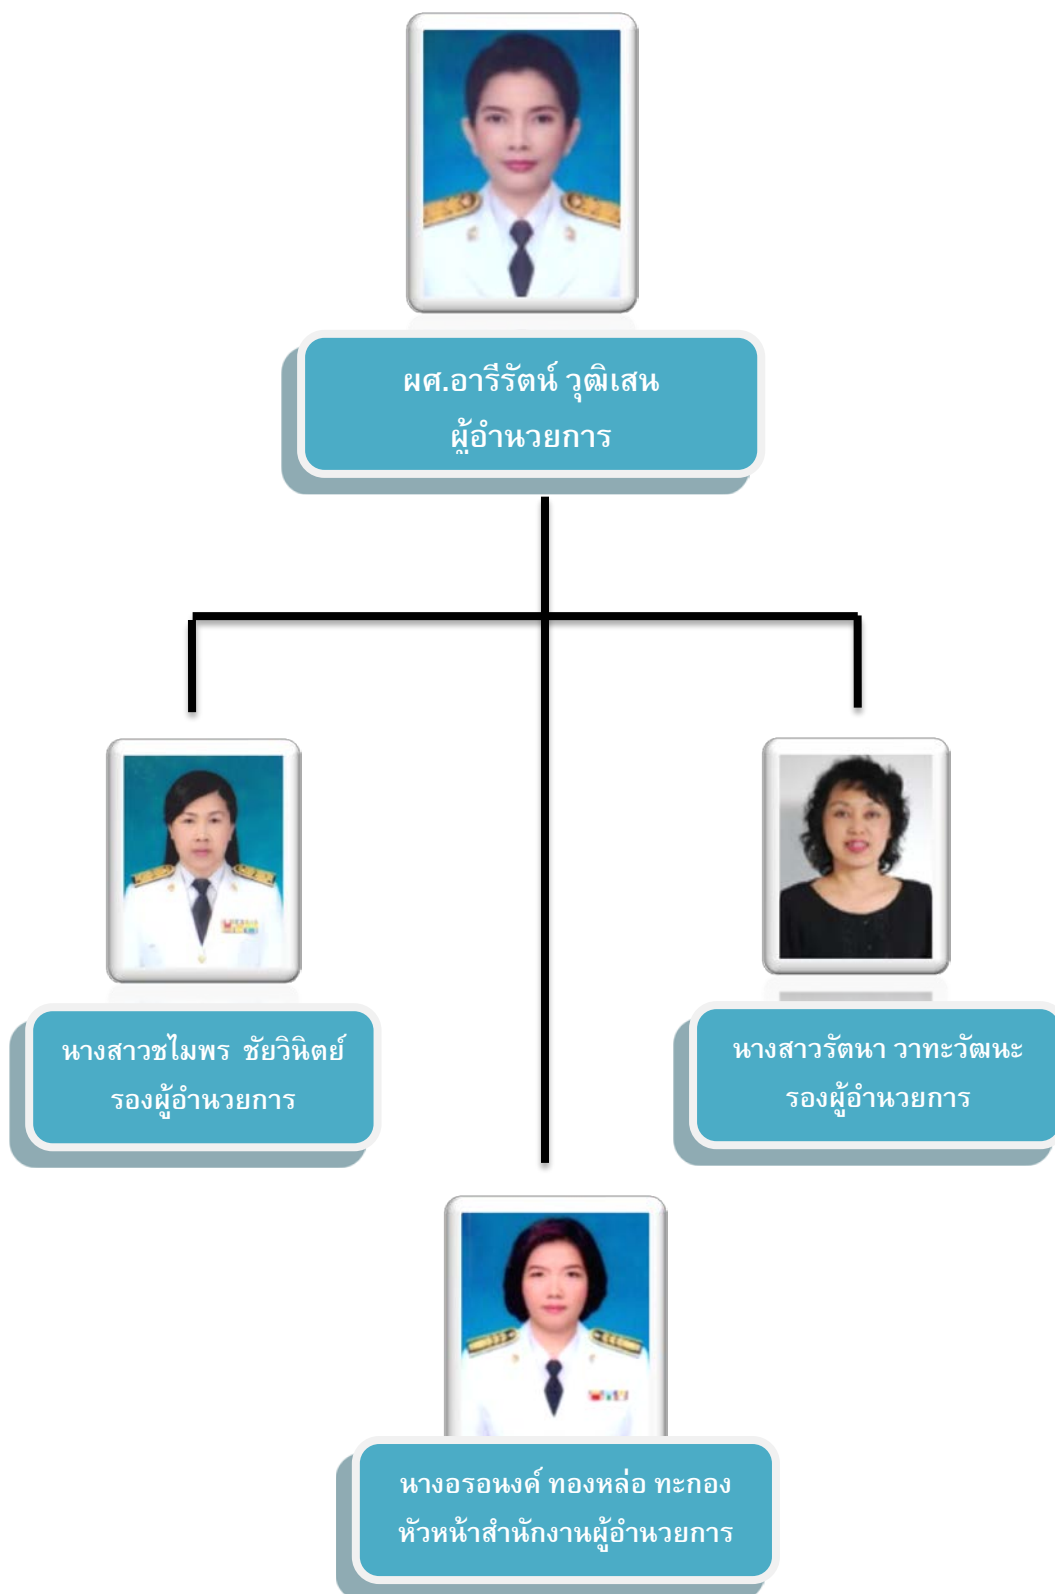 ผศ.อารีรัตน์ วุฒิเสน
ผู้อำนวยการ
นางสาวชไมพร ชัยวินิตย์
รองผู้อำนวยการ
นางสาวรัตนา วาทะวัฒนะ
รองผู้อำนวยการ
นางอรอนงค์ ทองหล่อ ทะกอง
หัวหน้าสำนักงานผู้อำนวยการ